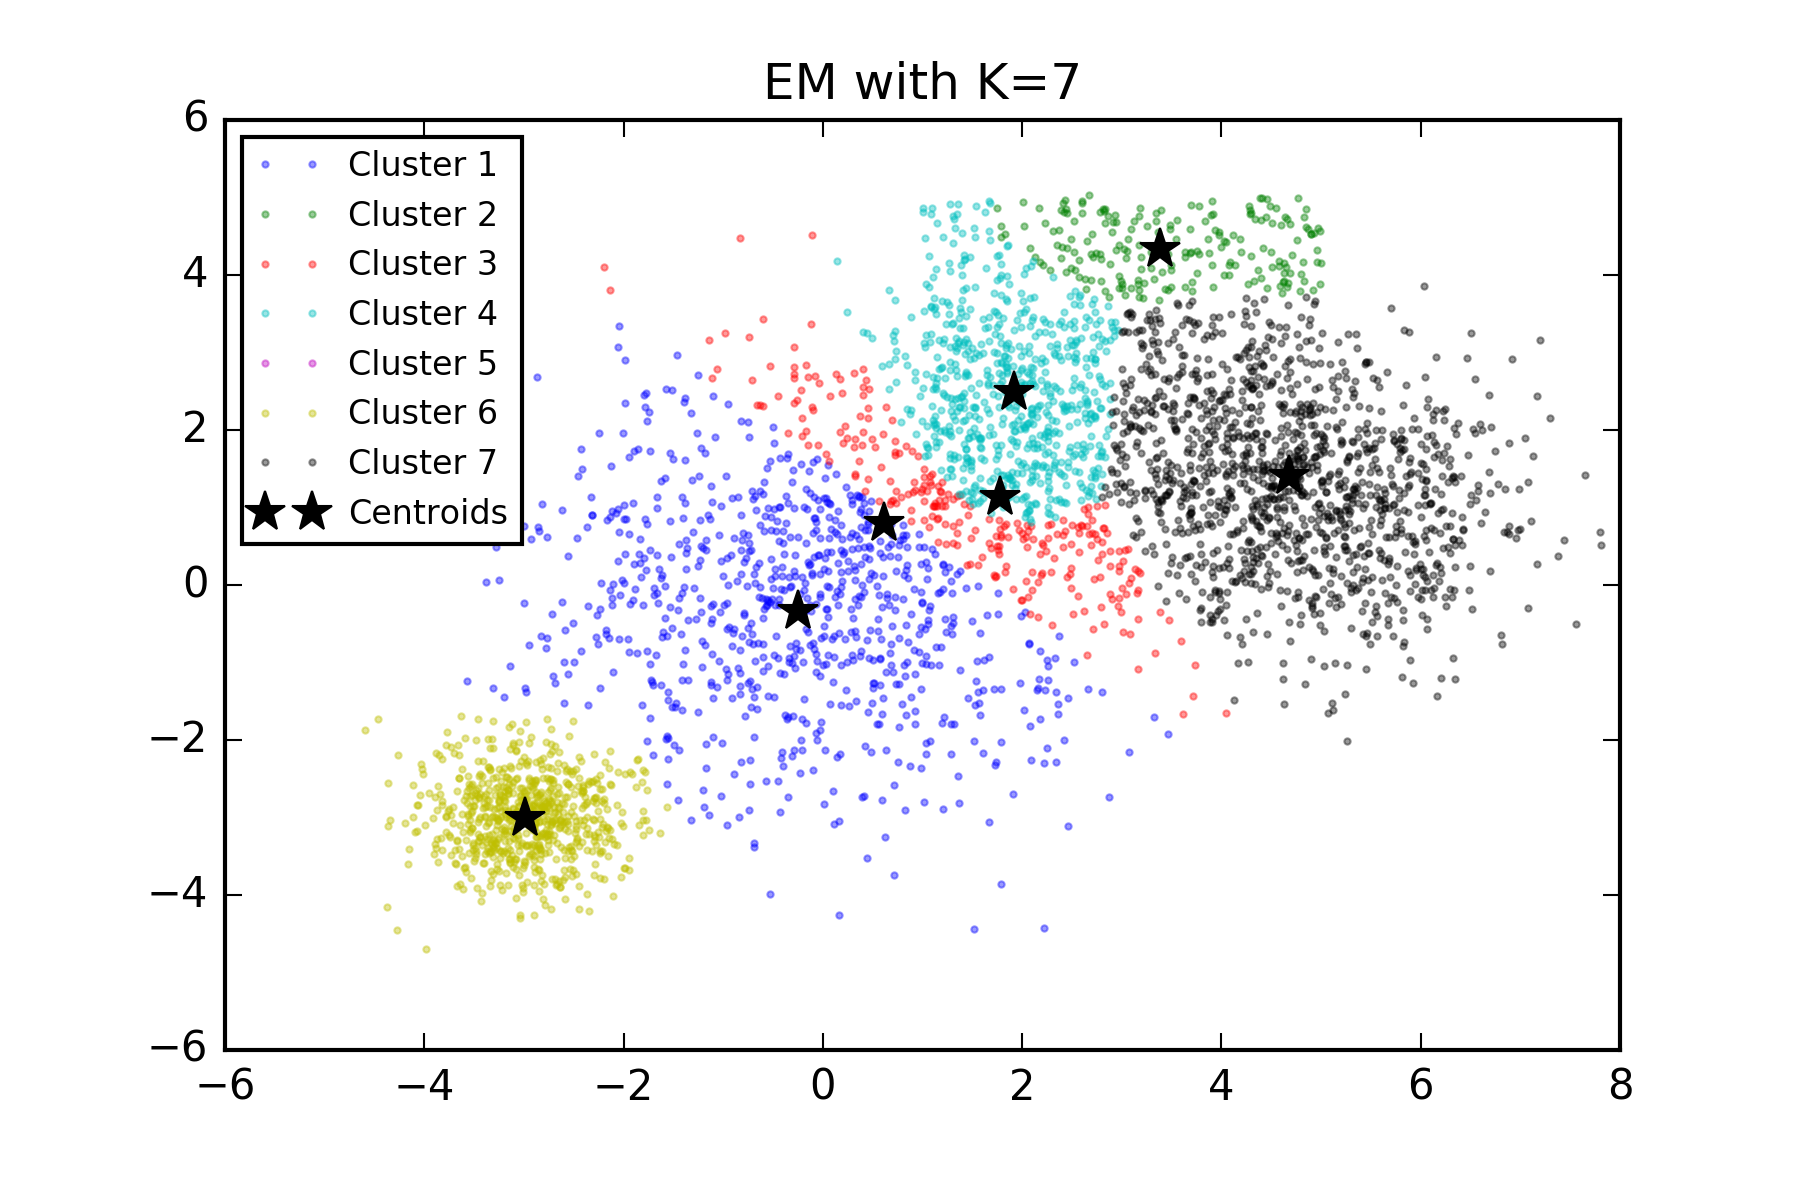 EM with K=7
6
4
2
0
−2
−4
−6
Cluster 1
Cluster 2
Cluster 3
Cluster 4
Cluster 5
Cluster 6
Cluster 7
Centroids
−6 −4 −2 0 2 4 6 8